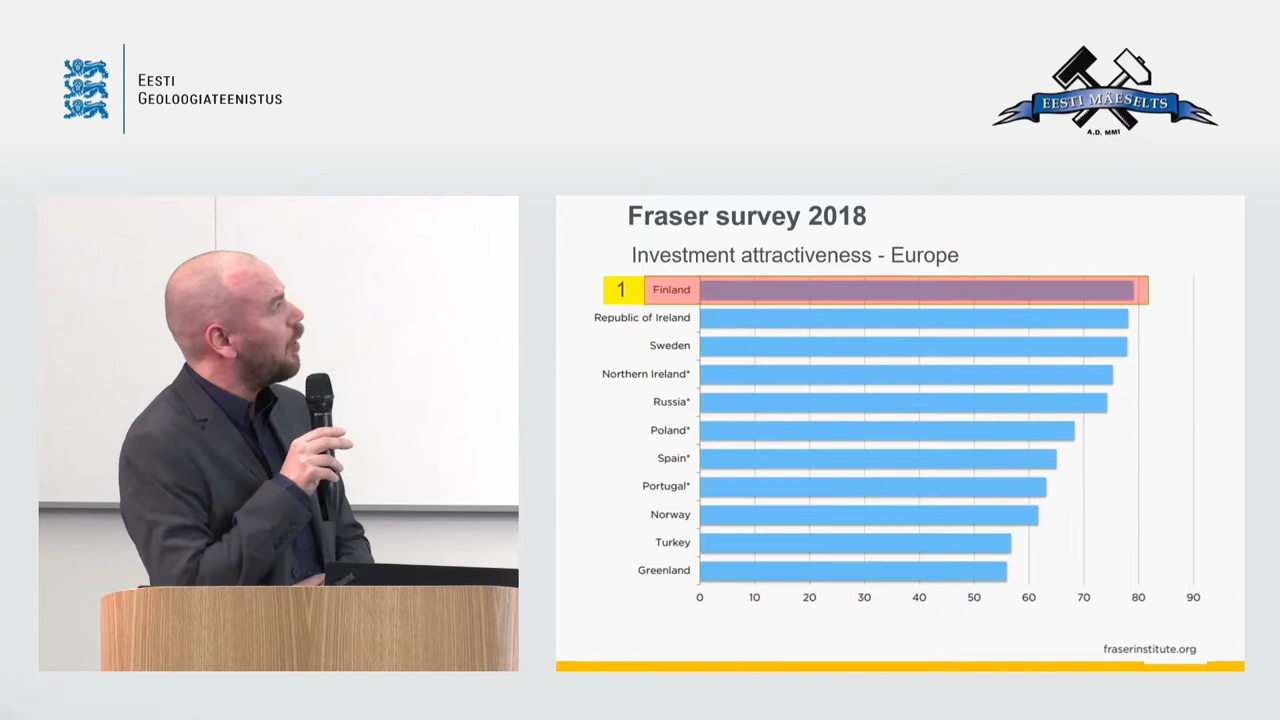 EESTI
GEOLOOGIATEENISTUS
EESTI MÄESELTS
A.D. MMI
Fraser survey 2018
Investment attractiveness - Europe
1 Finland
Republic of Ireland
Sweden
Northern Ireland*
Russia*
Poland*
Spain*
Portugal*
Norway
Turkey
Greenland
0 10 20 30 40 50 60 70 80 90
fraserinstitute.org